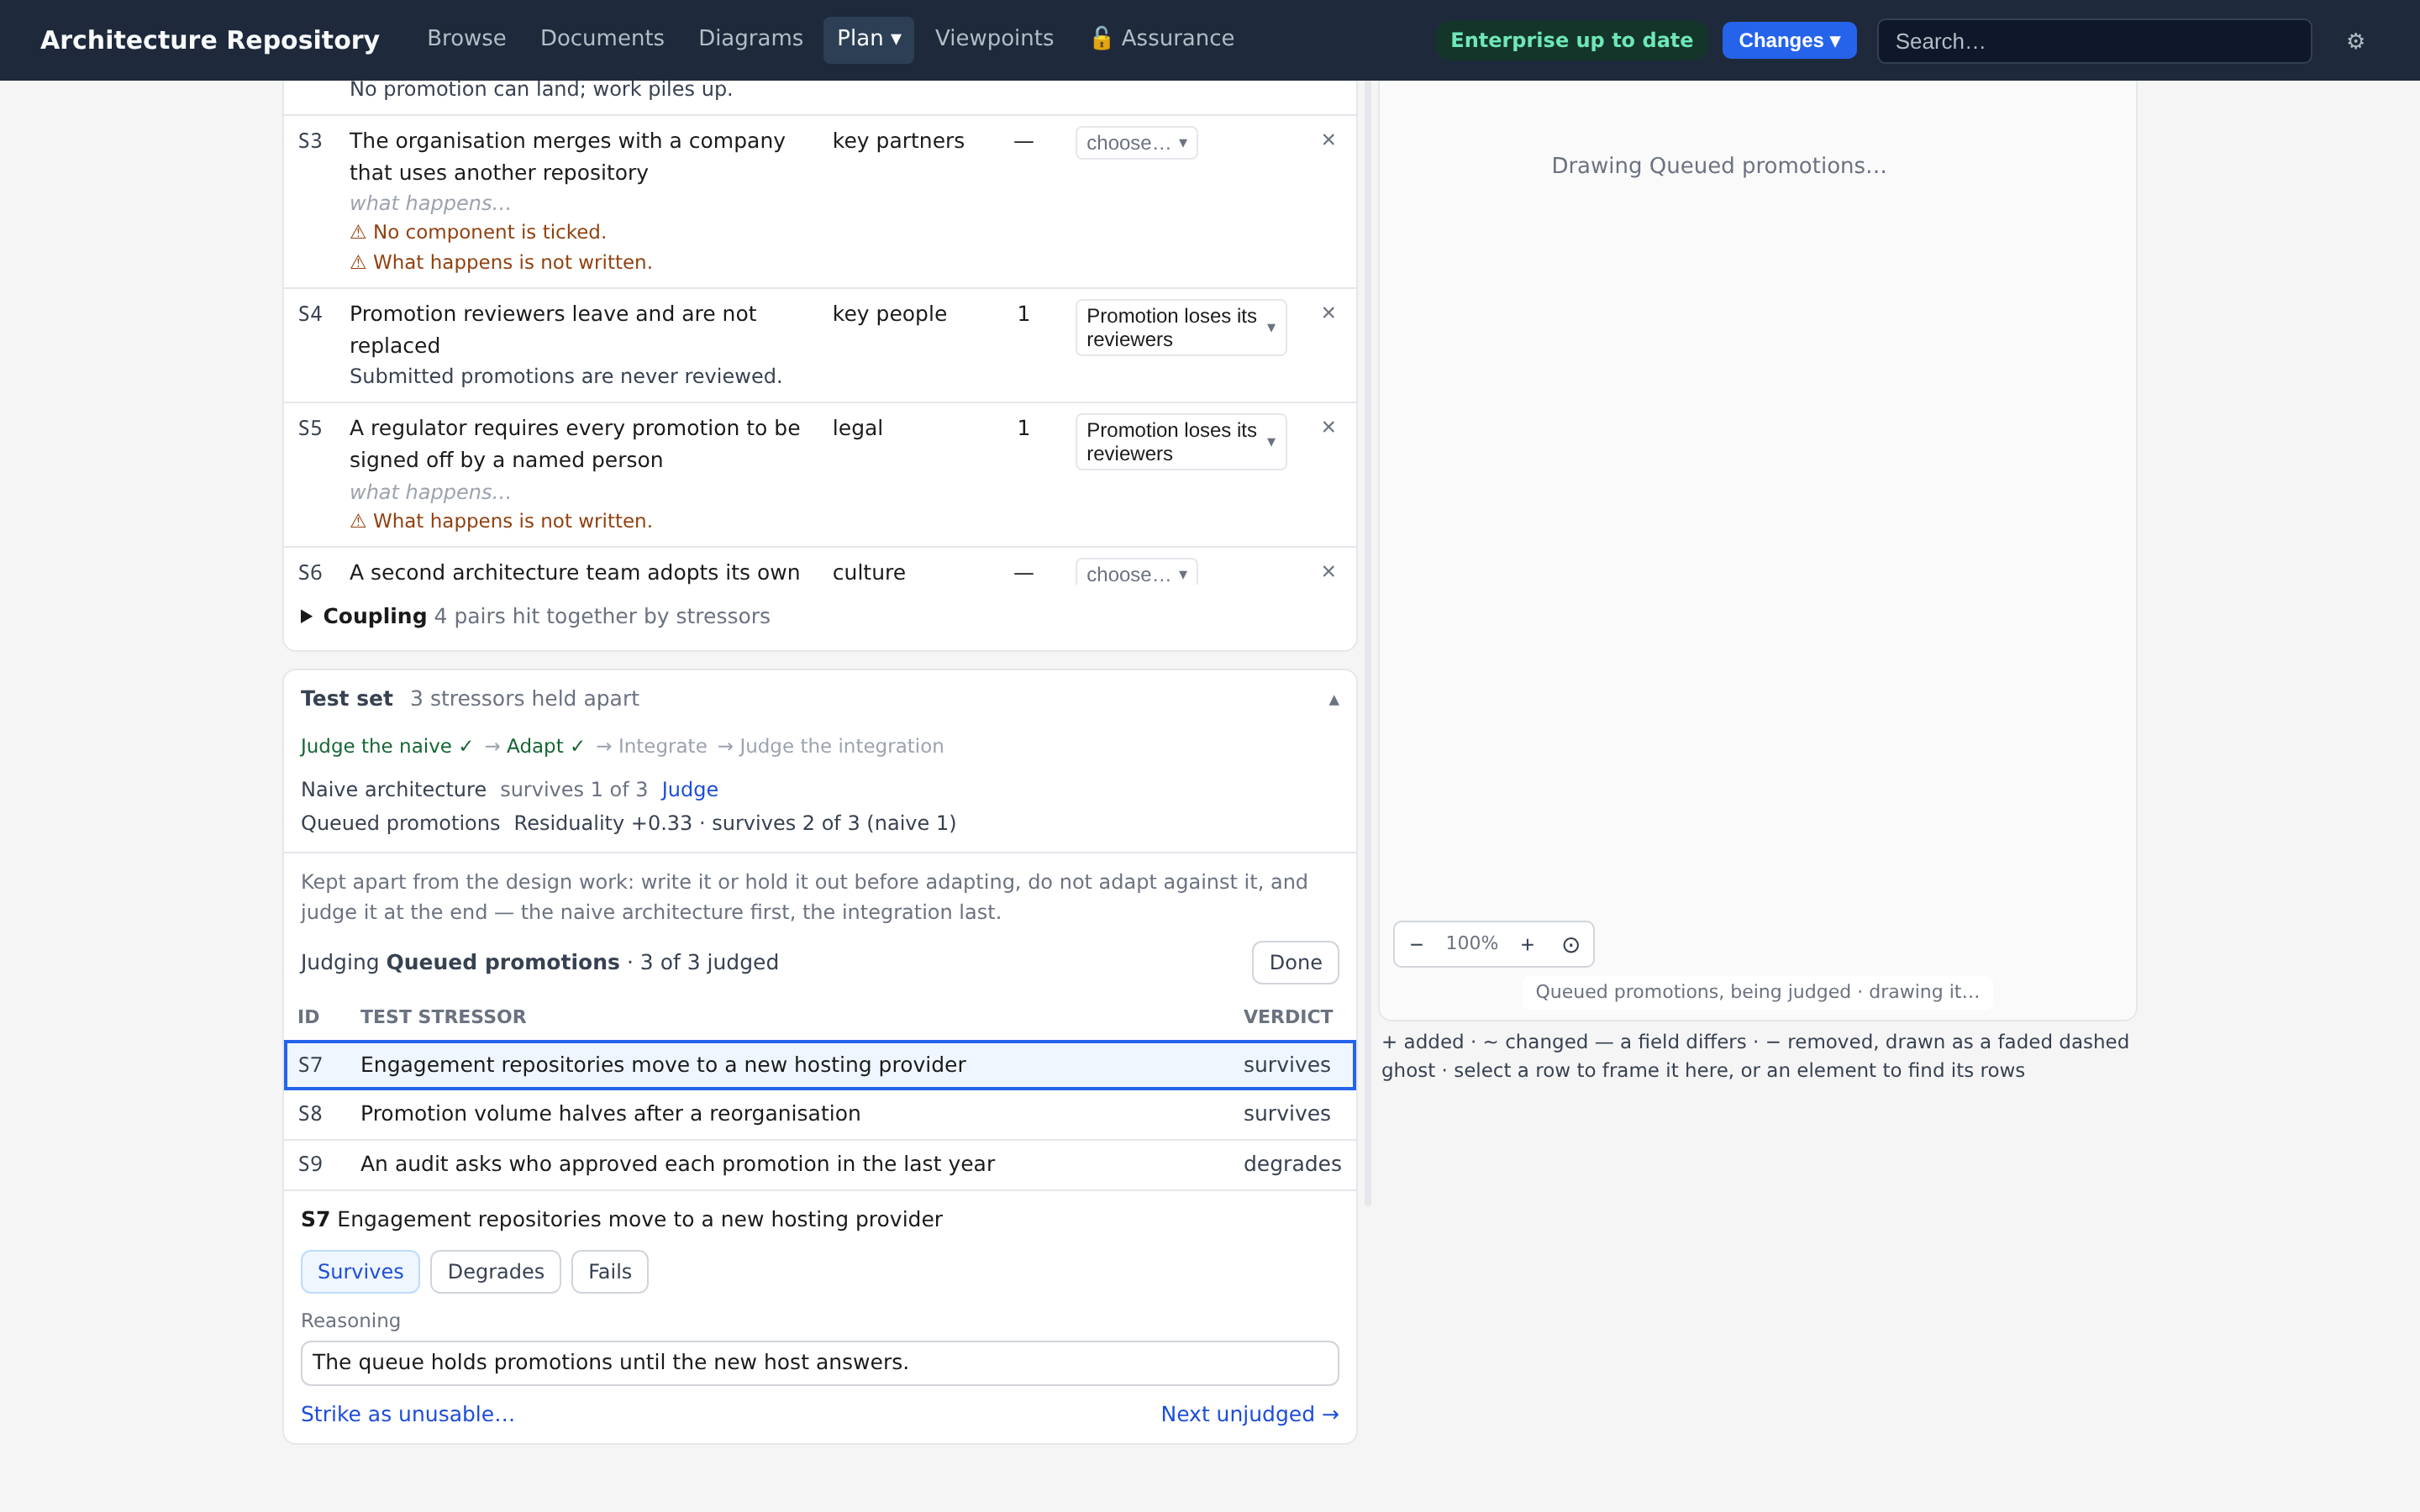 Architecture Repository Browse Documents Diagrams Plan ▾ Viewpoints 🔓 Assurance Enterprise up to date Changes ▾ Search… ⚙
No promotion can land; work piles up.
S3 The organisation merges with a company key partners — choose… ▾ ×
that uses another repository
what happens…
⚠ No component is ticked.
⚠ What happens is not written.
S4 Promotion reviewers leave and are not key people 1 Promotion loses its ▾ ×
replaced reviewers
Submitted promotions are never reviewed.
S5 A regulator requires every promotion to be legal 1 Promotion loses its ▾ ×
signed off by a named person reviewers
what happens…
⚠ What happens is not written.
S6 A second architecture team adopts its own culture — choose… ▾ ×
▶ Coupling 4 pairs hit together by stressors
Test set 3 stressors held apart ▴
Judge the naive ✓ → Adapt ✓ → Integrate → Judge the integration
Naive architecture survives 1 of 3 Judge
Queued promotions Residuality +0.33 · survives 2 of 3 (naive 1)
Kept apart from the design work: write it or hold it out before adapting, do not adapt against it, and
judge it at the end — the naive architecture first, the integration last.
Judging Queued promotions · 3 of 3 judged Done
ID TEST STRESSOR VERDICT
S7 Engagement repositories move to a new hosting provider survives
S8 Promotion volume halves after a reorganisation survives
S9 An audit asks who approved each promotion in the last year degrades
S7 Engagement repositories move to a new hosting provider
Survives Degrades Fails
Reasoning
The queue holds promotions until the new host answers.
Strike as unusable… Next unjudged →
Drawing Queued promotions…
− 100% + ⊙
Queued promotions, being judged · drawing it…
+ added · ~ changed — a field differs · − removed, drawn as a faded dashed
ghost · select a row to frame it here, or an element to find its rows